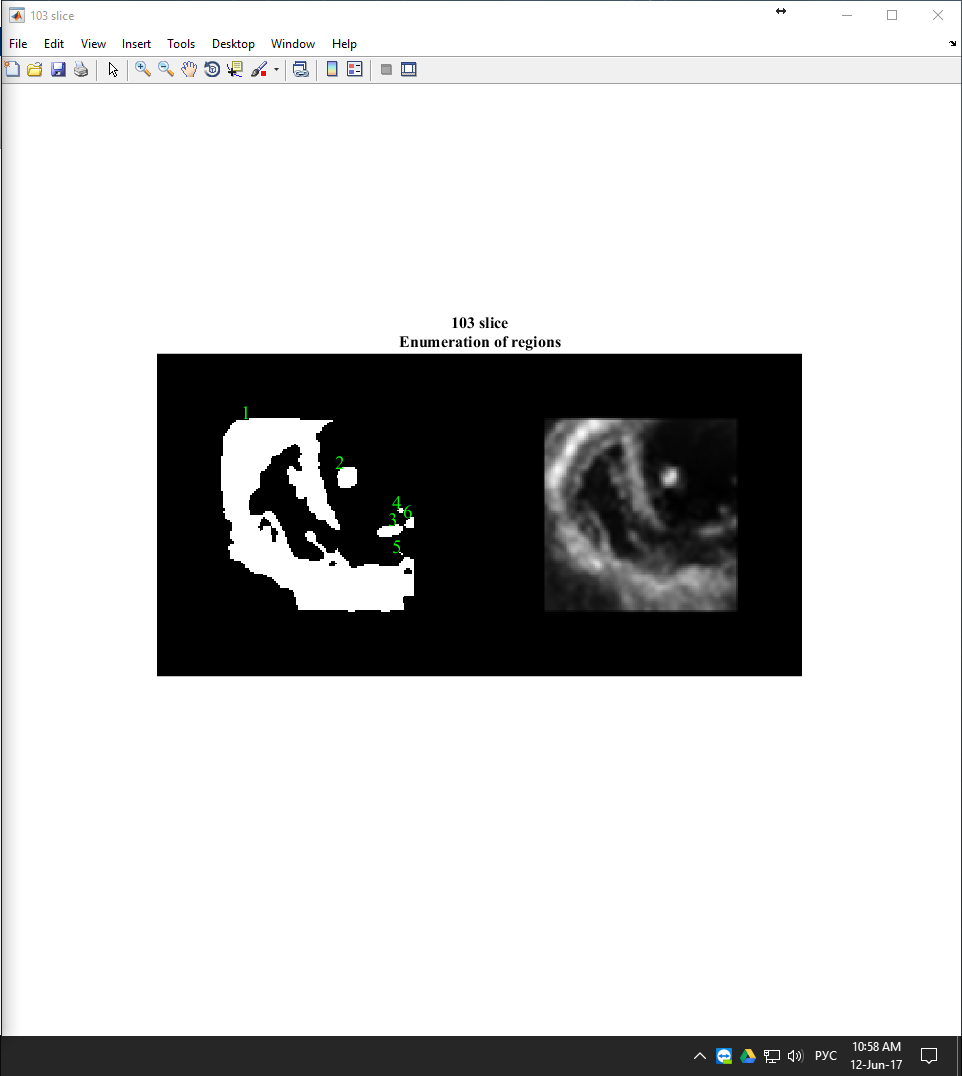 103 slice
File Edit View Insert Tools Desktop Window Help
103 slice
Enumeration of regions
1
2
4
6
3
5
РУС
10:58 AM
12-Jun-17